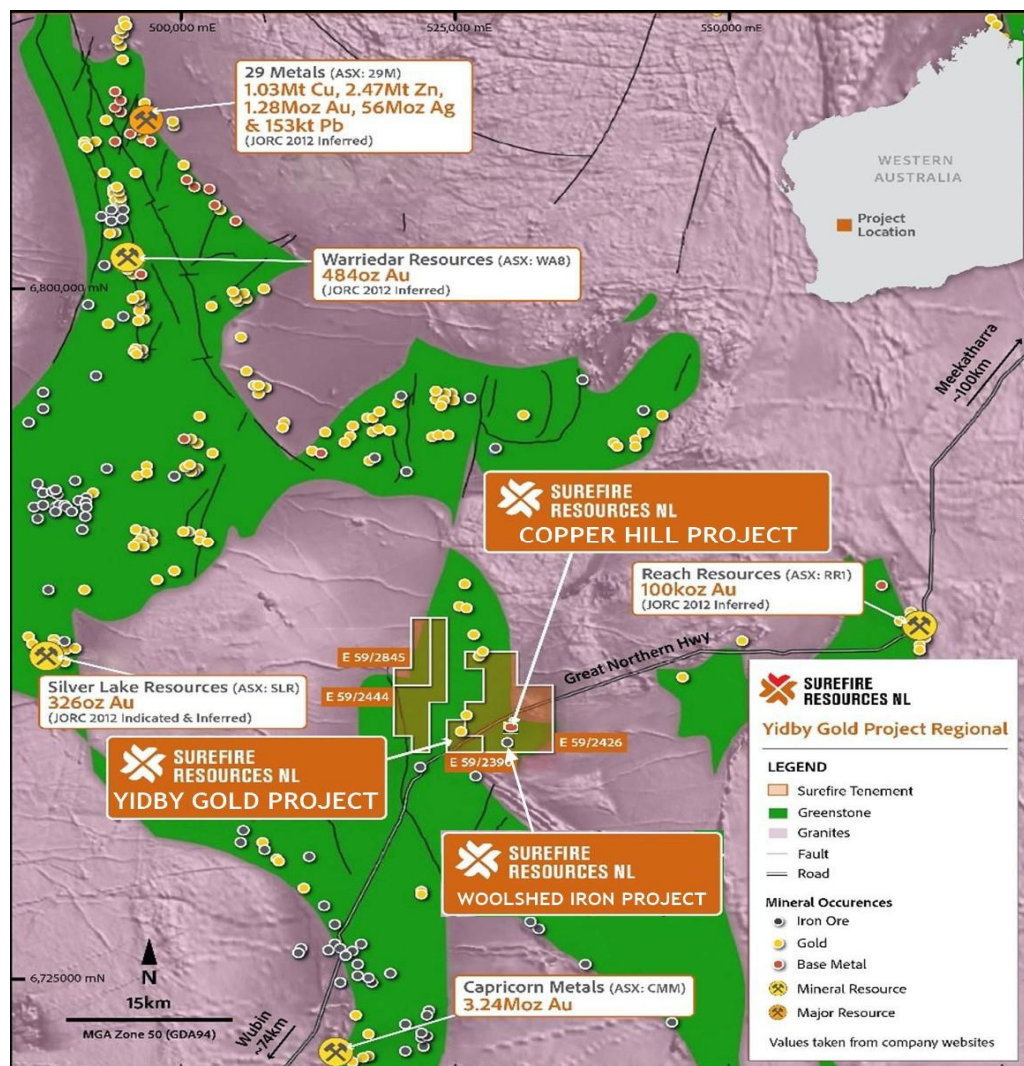 500,000 mE
525,000 mE
550,000 mE
29 Metals (ASX: 29M)
1.03Mt Cu, 2.47Mt Zn,
1.28Moz Au, 56Moz Ag
& 153kt Pb
(JORC 2012 Inferred)
WESTERN
AUSTRALIA
Project
Location
Warriedar Resources (ASX: WA8)
484oz Au
(JORC 2012 Inferred)
6,800,000 mN
Meekatharra
~100km
SUREFIRE
RESOURCES NL
COPPER HILL PROJECT
Reach Resources (ASX: RR1)
100koz Au
(JORC 2012 Inferred)
Great Northern Hwy
E 59/2845
E 59/2444
Silver Lake Resources (ASX: SLR)
326oz Au
(JORC 2012 Indicated & Inferred)
E 59/2426
E 59/2390
SUREFIRE
RESOURCES NL
YIDBY GOLD PROJECT
SUREFIRE
RESOURCES NL
WOOLSHED IRON PROJECT
SUREFIRE
RESOURCES NL
Yidby Gold Project Regional
LEGEND
Surefire Tenement
Greenstone
Granites
Fault
Road
Mineral Occurences
Iron Ore
Gold
Base Metal
Mineral Resource
Major Resource
Values taken from company websites
6,725000 mN
N
15km
MGA Zone 50 (GDA94)
Wubin
~74km
Capricorn Metals (ASX: CMM)
3.24Moz Au